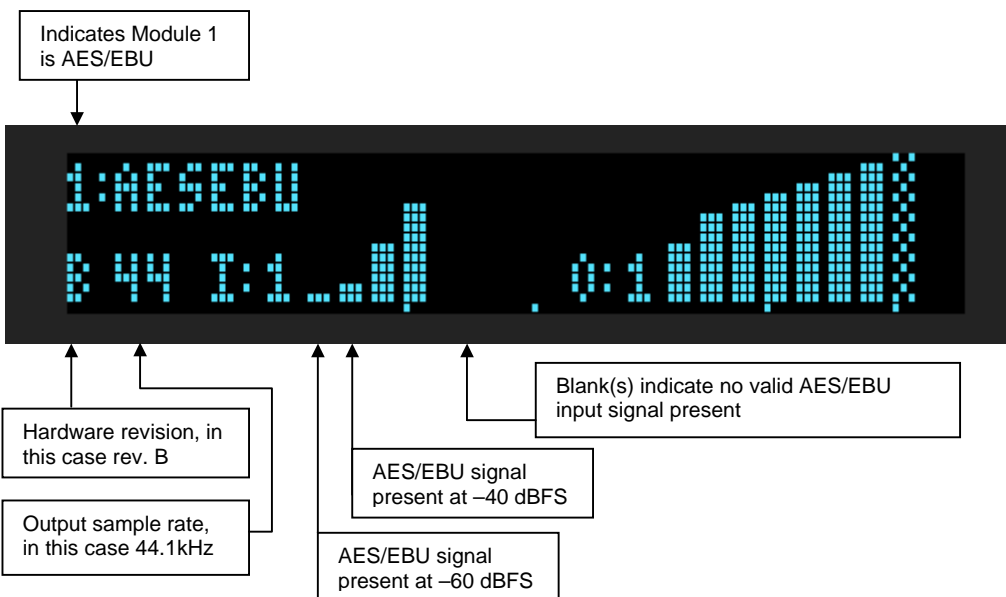 Indicates Module 1
is AES/EBU
1:AESEBU
B 44 I:1 O:1
Blank(s) indicate no valid AES/EBU
input signal present
Hardware revision, in
this case rev. B
AES/EBU signal
present at –40 dBFS
Output sample rate,
in this case 44.1kHz
AES/EBU signal
present at –60 dBFS